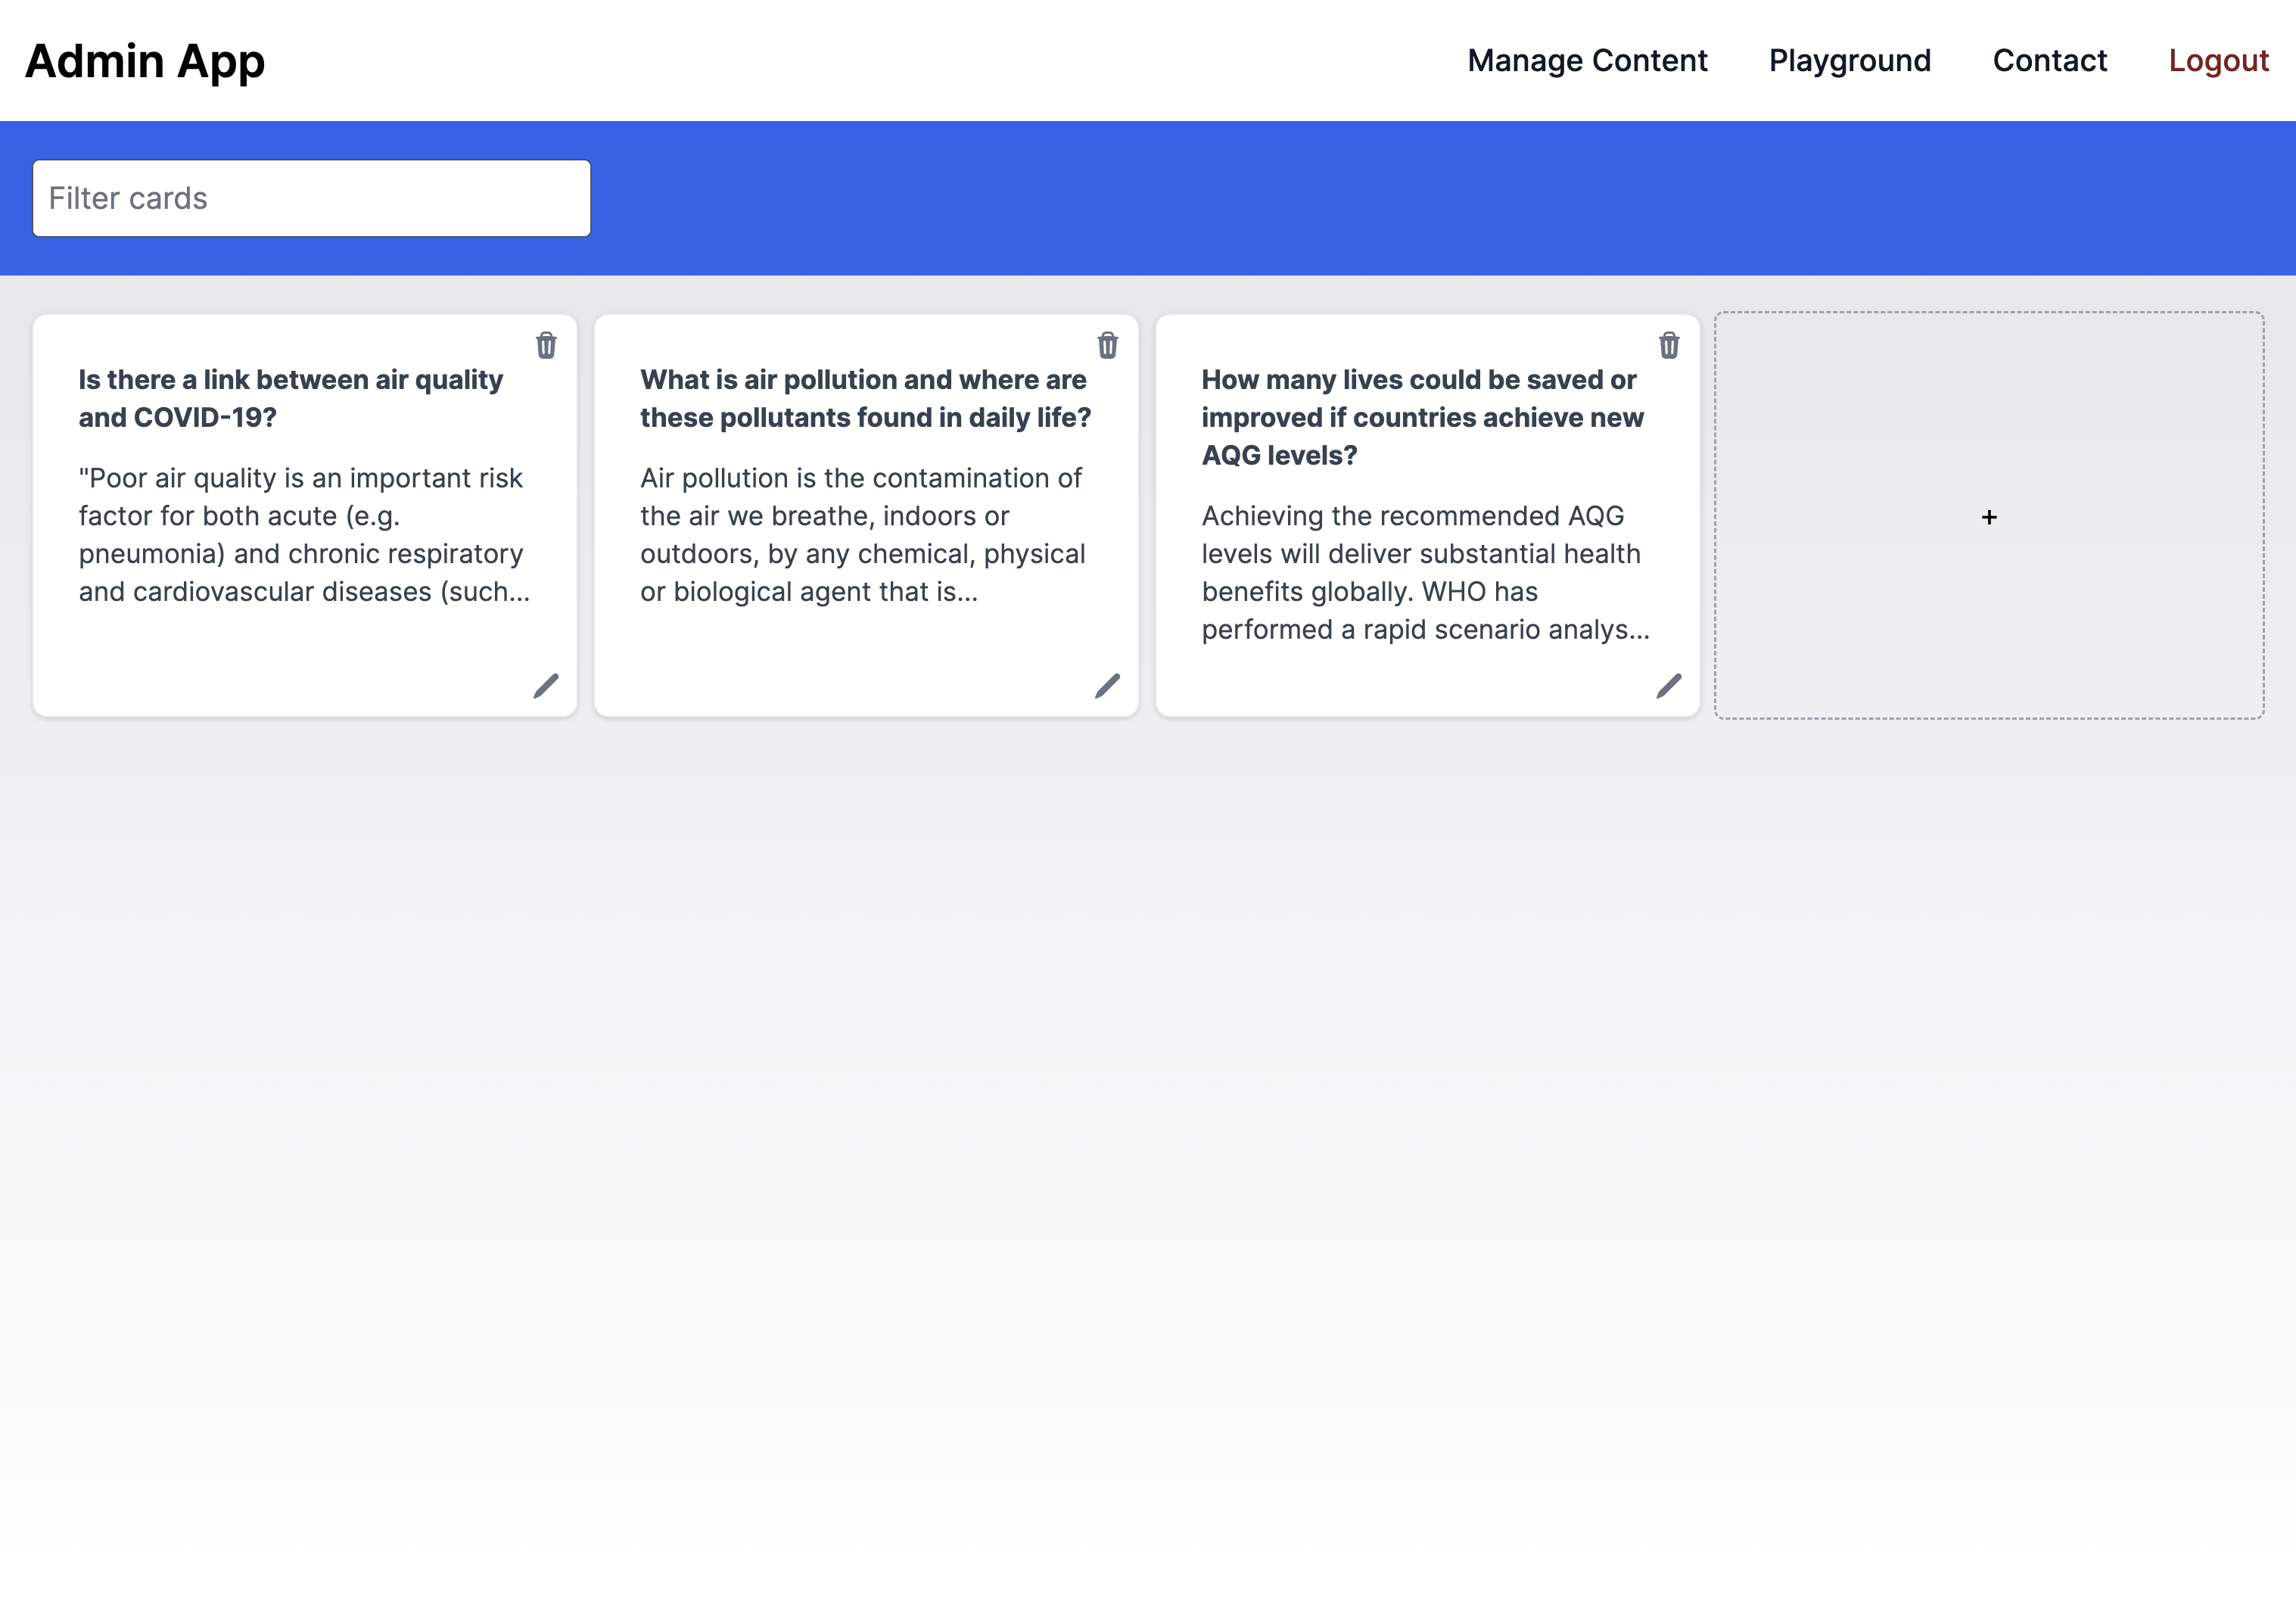 Admin App
Manage Content
Playground
Contact
Logout
Filter cards
Is there a link between air quality
and COVID-19?
"Poor air quality is an important risk
factor for both acute (e.g.
pneumonia) and chronic respiratory
and cardiovascular diseases (such...
What is air pollution and where are
these pollutants found in daily life?
Air pollution is the contamination of
the air we breathe, indoors or
outdoors, by any chemical, physical
or biological agent that is...
How many lives could be saved or
improved if countries achieve new
AQG levels?
Achieving the recommended AQG
levels will deliver substantial health
benefits globally. WHO has
performed a rapid scenario analys...
+